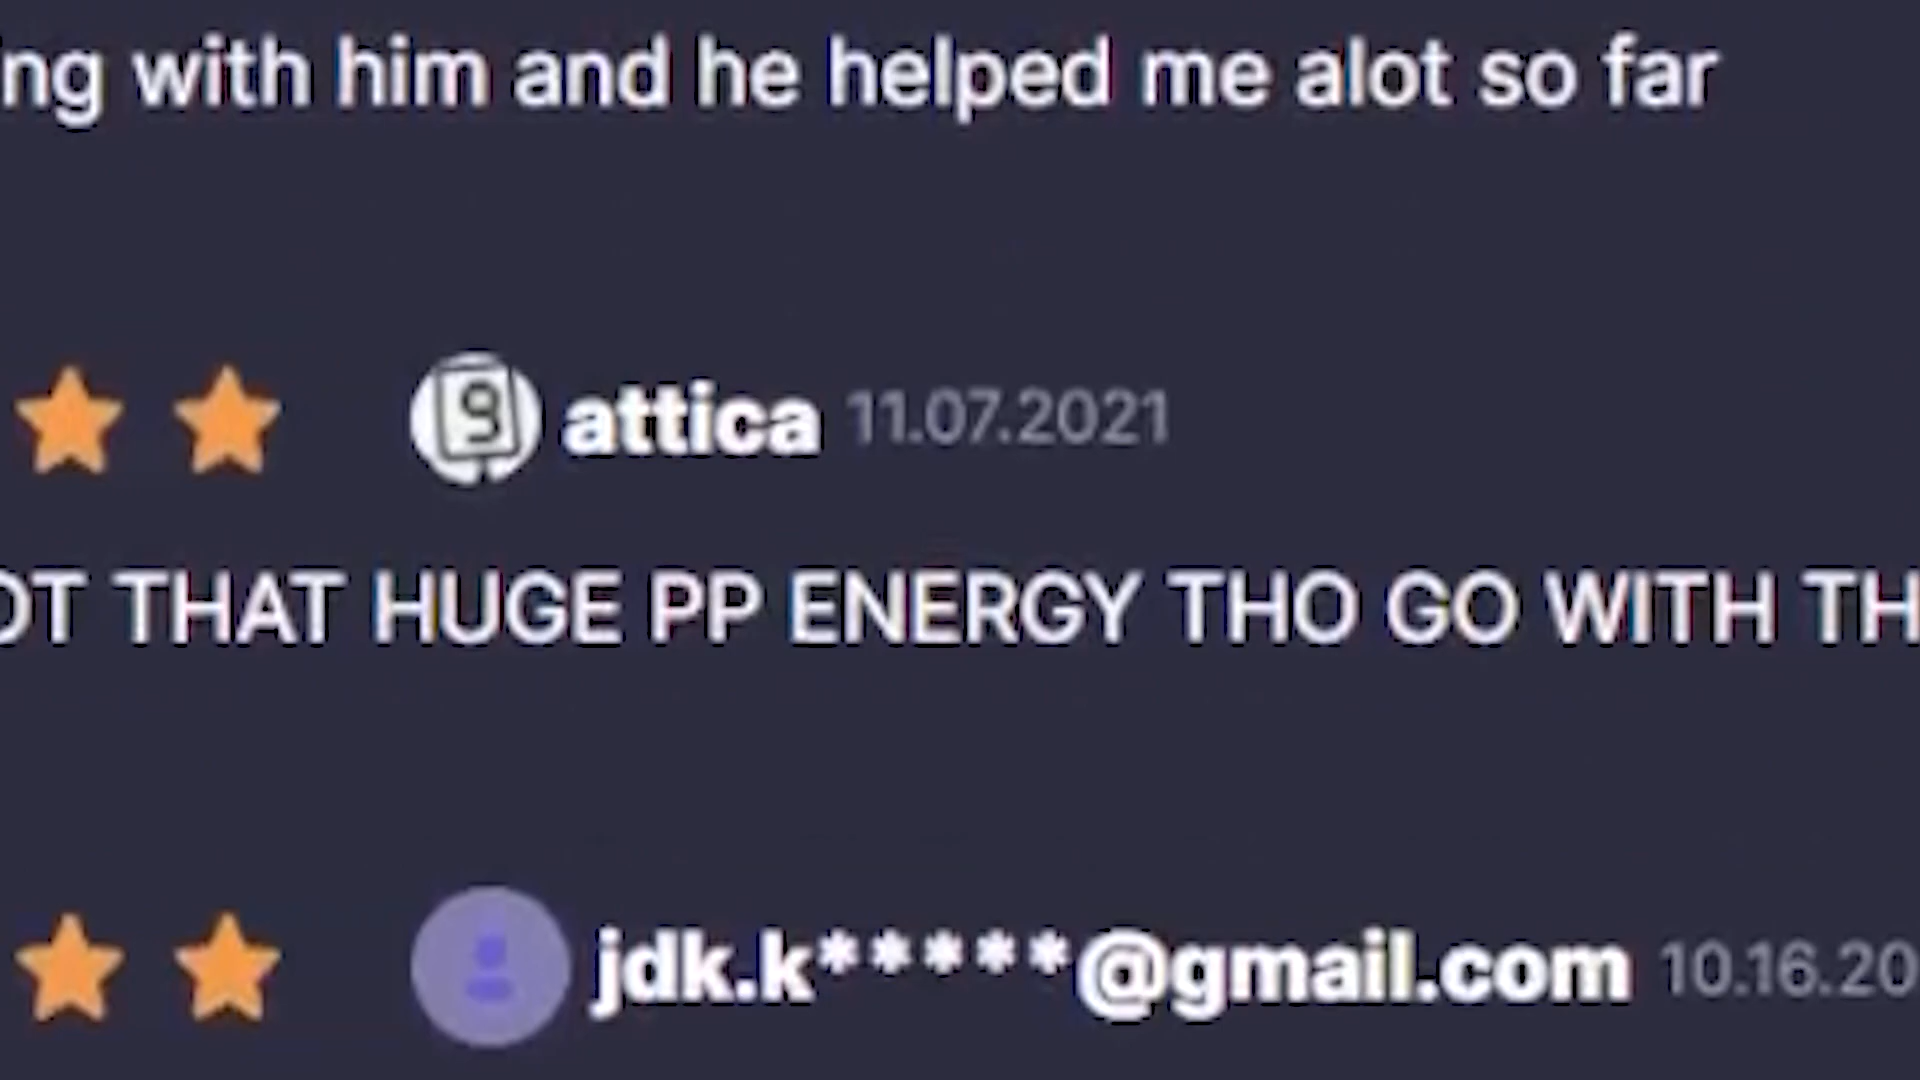 ng with him and he helped me alot so far
9 attica 11.07.2021
OT THAT HUGE PP ENERGY THO GO WITH TH
jdk.k*****@gmail.com 10.16.20